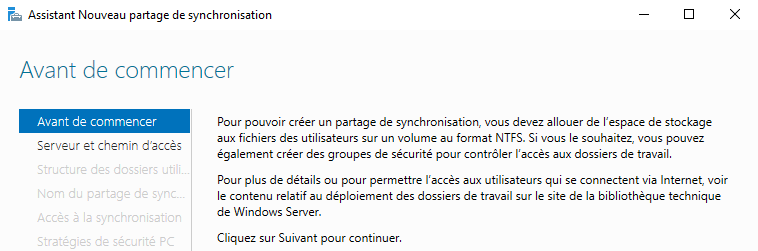 Assistant Nouveau partage de synchronisation
Avant de commencer
Avant de commencer
Serveur et chemin d'accès
Structure des dossiers utili...
Nom du partage de sync...
Accès à la synchronisation
Stratégies de sécurité PC
Pour pouvoir créer un partage de synchronisation, vous devez allouer de l'espace de stockage
aux fichiers des utilisateurs sur un volume au format NTFS. Si vous le souhaitez, vous pouvez
également créer des groupes de sécurité pour contrôler l'accès aux dossiers de travail.
Pour plus de détails ou pour permettre l'accès aux utilisateurs qui se connectent via Internet, voir
le contenu relatif au déploiement des dossiers de travail sur le site de la bibliothèque technique
de Windows Server.
Cliquez sur Suivant pour continuer.